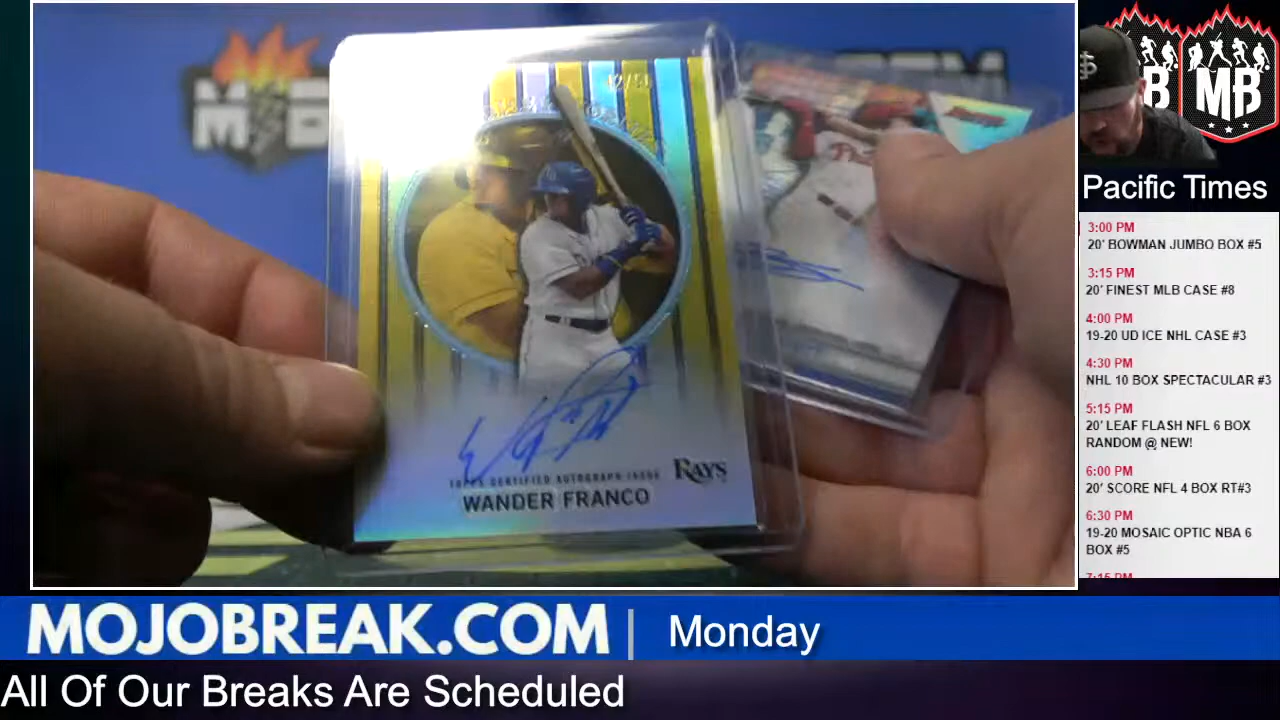 TOPPS CERTIFIED AUTOGRAPH ISSUE
RAYS
WANDER FRANCO
MB
Pacific Times
3:00 PM
20' BOWMAN JUMBO BOX #5
3:15 PM
20' FINEST MLB CASE #8
4:00 PM
19-20 UD ICE NHL CASE #3
4:30 PM
NHL 10 BOX SPECTACULAR #3
5:15 PM
20' LEAF FLASH NFL 6 BOX
RANDOM @ NEW!
6:00 PM
20' SCORE NFL 4 BOX RT#3
6:30 PM
19-20 MOSAIC OPTIC NBA 6
BOX #5
7:15 PM
MOJOBREAK.COM | Monday
All Of Our Breaks Are Scheduled